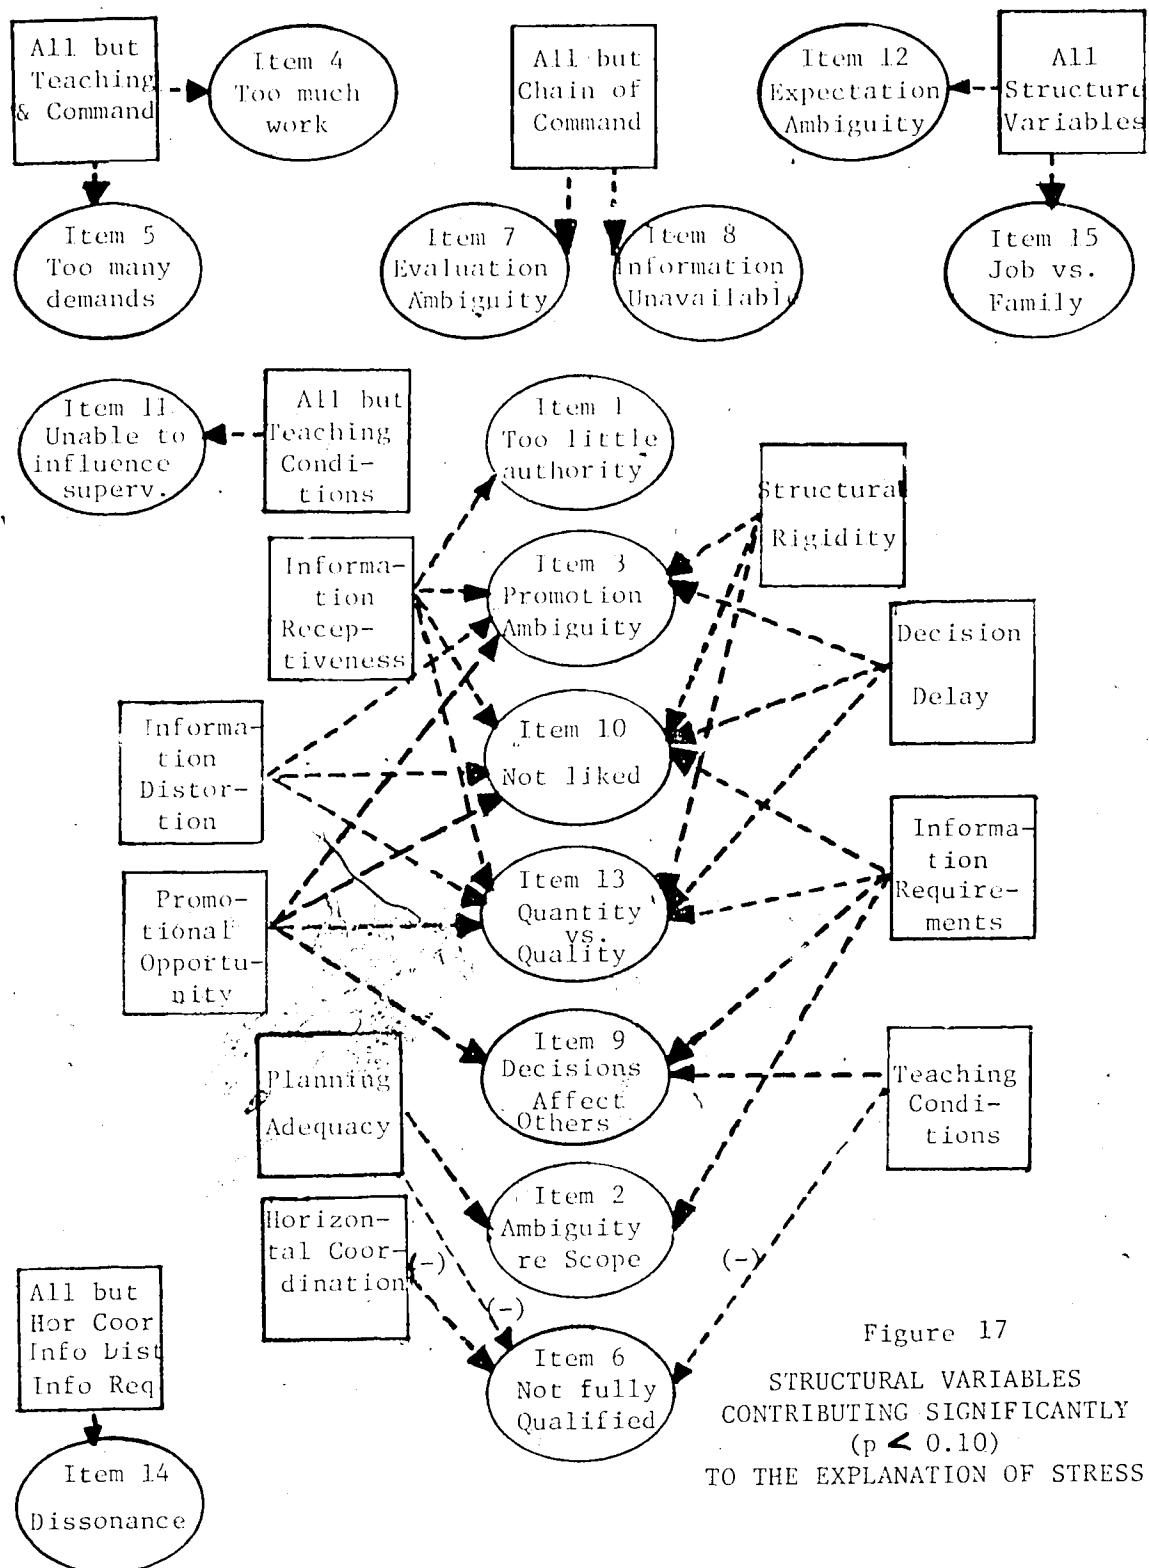 All but
Teaching
& Command
Item 4
Too much
work
All but
Chain of
Command
Item 12
Expectation
Ambiguity
All
Structure
Variables
Item 5
Too many
demands
Item 7
Evaluation
Ambiguity
Item 8
Information
Unavailable
Item 15
Job vs.
Family
Item 11
Unable to
influence
superv.
All but
Teaching
Condi-
tions
Item 1
Too little
authority
Structural
Rigidity
Informa-
tion
Recep-
tiveness
Item 3
Promotion
Ambiguity
Decision
Delay
Informa-
tion
Distor-
tion
Item 10
Not liked
Informa-
tion
Require-
ments
Promo-
tional
Opportu-
nity
Item 13
Quantity
vs.
Quality
Planning
Adequacy
Item 9
Decisions
Affect
Others
Teaching
Condi-
tions
Horizon-
tal Coor-
dination
(-)
Item 2
Ambiguity
re Scope
(-)
(-)
All but
Hor Coor
Info Dist
Info Req
Item 6
Not fully
Qualified
Item 14
Dissonance
Figure 17
STRUCTURAL VARIABLES
CONTRIBUTING SIGNIFICANTLY
(p < 0.10)
TO THE EXPLANATION OF STRESS